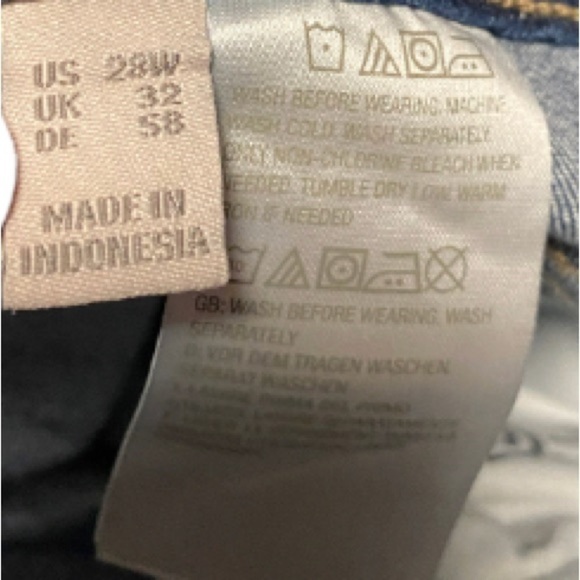 US 28W
UK 32
DE 58
MADE IN
INDONESIA
WASH BEFORE WEARING. MACHINE
WASH COLD. WASH SEPARATELY.
ONLY NON-CHLORINE BLEACH WHEN
NEEDED. TUMBLE DRY LOW. WARM
IRON IF NEEDED
GB: WASH BEFORE WEARING. WASH
SEPARATELY
D: VOR DEM TRAGEN WASCHEN.
SEPARAT WASCHEN